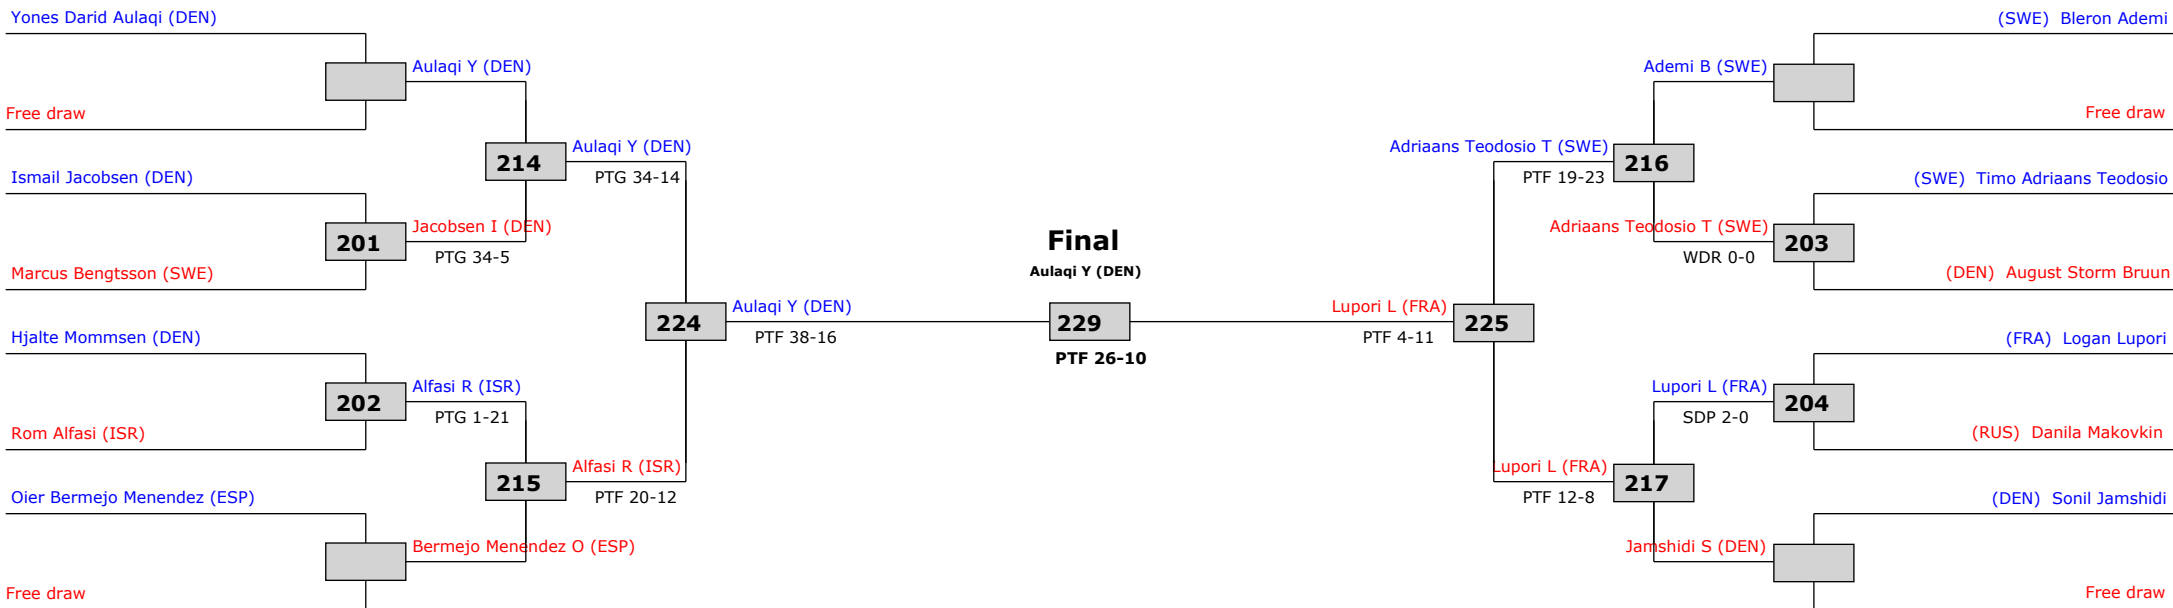 Yones Darid Aulaqi (DEN)
Aulaqi Y (DEN)
Free draw
214
Aulaqi Y (DEN)
PTG 34-14
Ismail Jacobsen (DEN)
201
Jacobsen I (DEN)
PTG 34-5
Marcus Bengtsson (SWE)
224
Aulaqi Y (DEN)
PTF 38-16
Hjalte Mommsen (DEN)
202
Alfasi R (ISR)
PTG 1-21
Rom Alfasi (ISR)
215
Alfasi R (ISR)
PTF 20-12
Oier Bermejo Menendez (ESP)
Bermejo Menendez O (ESP)
Free draw
Final
Aulaqi Y (DEN)
229
PTF 26-10
(SWE) Bleron Ademi
Ademi B (SWE)
Free draw
Adriaans Teodosio T (SWE)
216
PTF 19-23
(SWE) Timo Adriaans Teodosio
Adriaans Teodosio T (SWE)
203
WDR 0-0
(DEN) August Storm Bruun
Lupori L (FRA)
225
PTF 4-11
(FRA) Logan Lupori
Lupori L (FRA)
204
SDP 2-0
(RUS) Danila Makovkin
Lupori L (FRA)
217
PTF 12-8
(DEN) Sonil Jamshidi
Jamshidi S (DEN)
Free draw